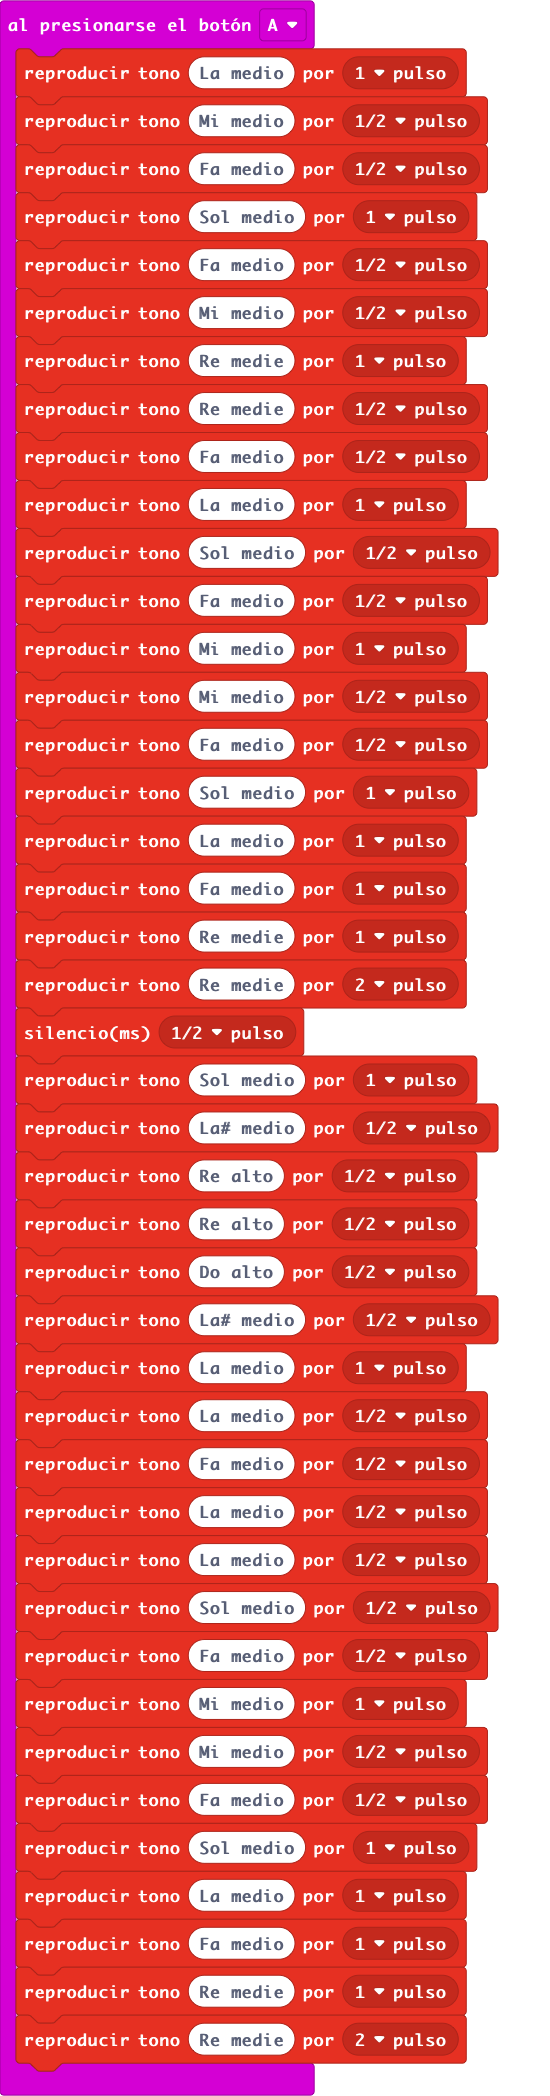 al presionarse el botón A
reproducir tono La medio por 1 pulso
reproducir tono Mi medio por 1/2 pulso
reproducir tono Fa medio por 1/2 pulso
reproducir tono Sol medio por 1 pulso
reproducir tono Fa medio por 1/2 pulso
reproducir tono Mi medio por 1/2 pulso
reproducir tono Re medie por 1 pulso
reproducir tono Re medie por 1/2 pulso
reproducir tono Fa medio por 1/2 pulso
reproducir tono La medio por 1 pulso
reproducir tono Sol medio por 1/2 pulso
reproducir tono Fa medio por 1/2 pulso
reproducir tono Mi medio por 1 pulso
reproducir tono Mi medio por 1/2 pulso
reproducir tono Fa medio por 1/2 pulso
reproducir tono Sol medio por 1 pulso
reproducir tono La medio por 1 pulso
reproducir tono Fa medio por 1 pulso
reproducir tono Re medie por 1 pulso
reproducir tono Re medie por 2 pulso
silencio(ms) 1/2 pulso
reproducir tono Sol medio por 1 pulso
reproducir tono La# medio por 1/2 pulso
reproducir tono Re alto por 1/2 pulso
reproducir tono Re alto por 1/2 pulso
reproducir tono Do alto por 1/2 pulso
reproducir tono La# medio por 1/2 pulso
reproducir tono La medio por 1 pulso
reproducir tono La medio por 1/2 pulso
reproducir tono Fa medio por 1/2 pulso
reproducir tono La medio por 1/2 pulso
reproducir tono La medio por 1/2 pulso
reproducir tono Sol medio por 1/2 pulso
reproducir tono Fa medio por 1/2 pulso
reproducir tono Mi medio por 1 pulso
reproducir tono Mi medio por 1/2 pulso
reproducir tono Fa medio por 1/2 pulso
reproducir tono Sol medio por 1 pulso
reproducir tono La medio por 1 pulso
reproducir tono Fa medio por 1 pulso
reproducir tono Re medie por 1 pulso
reproducir tono Re medie por 2 pulso